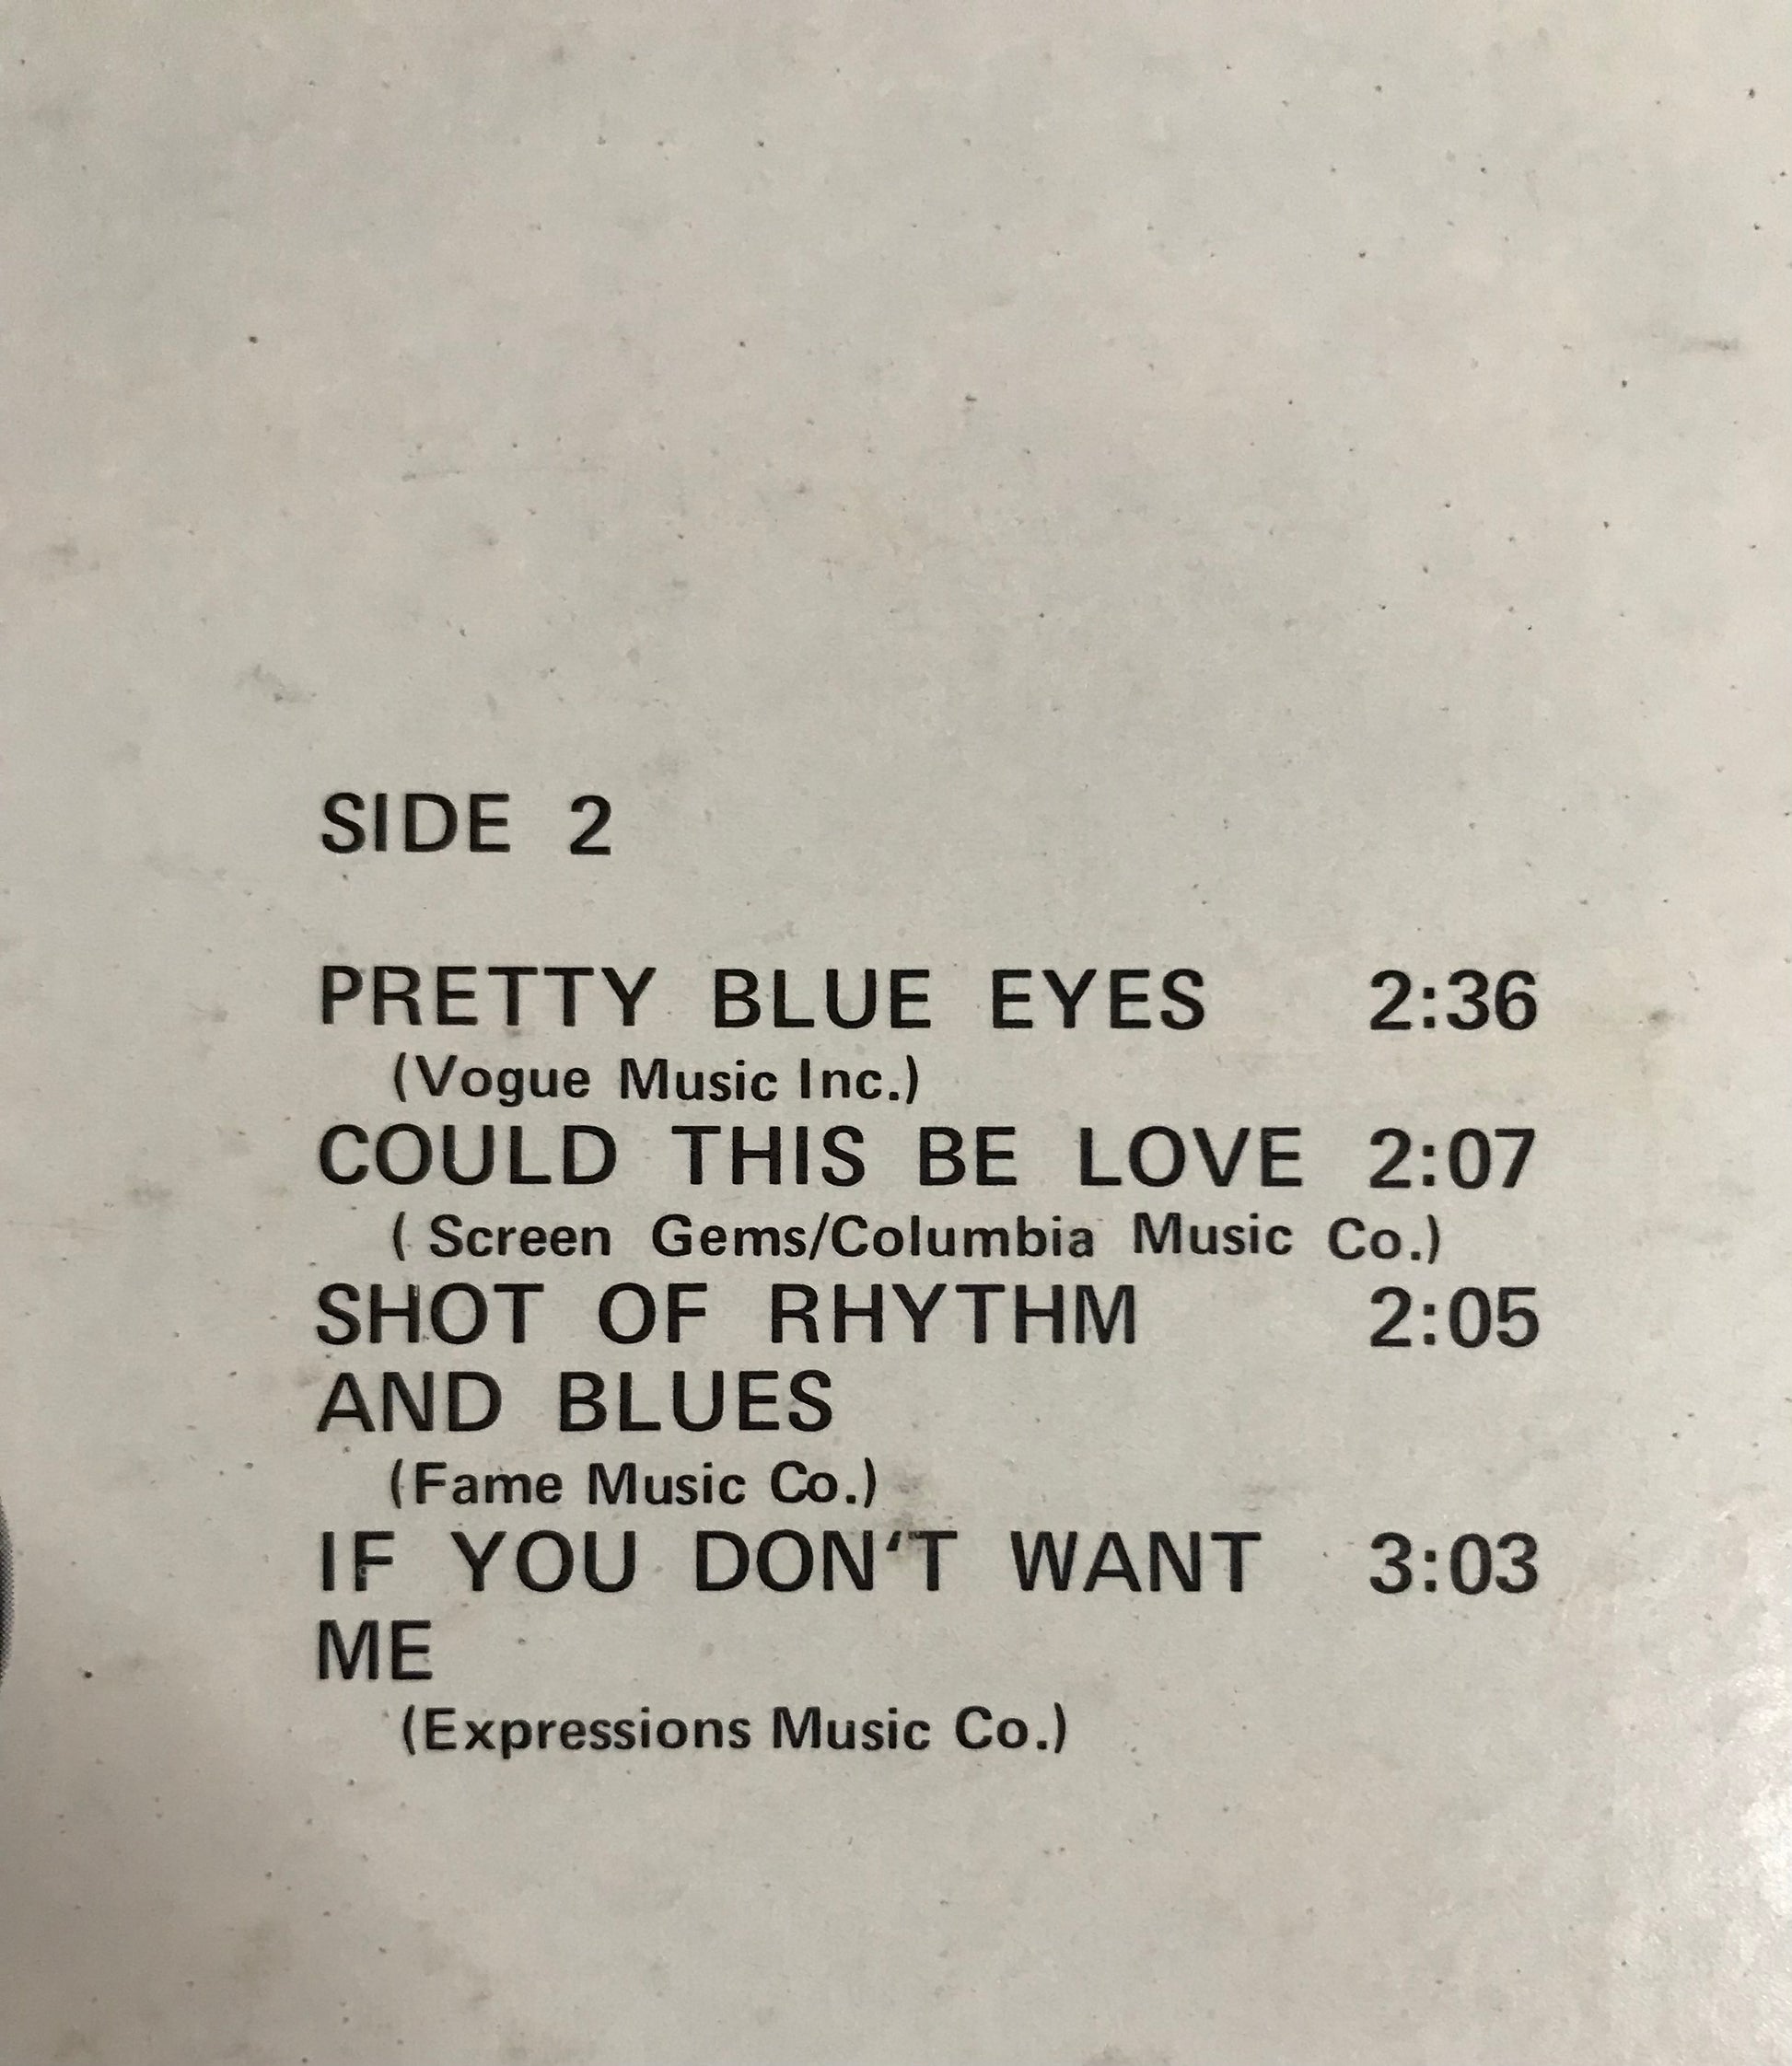 SIDE 2
PRETTY BLUE EYES 2:36
(Vogue Music Inc.)
COULD THIS BE LOVE 2:07
( Screen Gems/Columbia Music Co.)
SHOT OF RHYTHM 2:05
AND BLUES
(Fame Music Co.)
IF YOU DON‘T WANT 3:03
ME
(Expressions Music Co.)